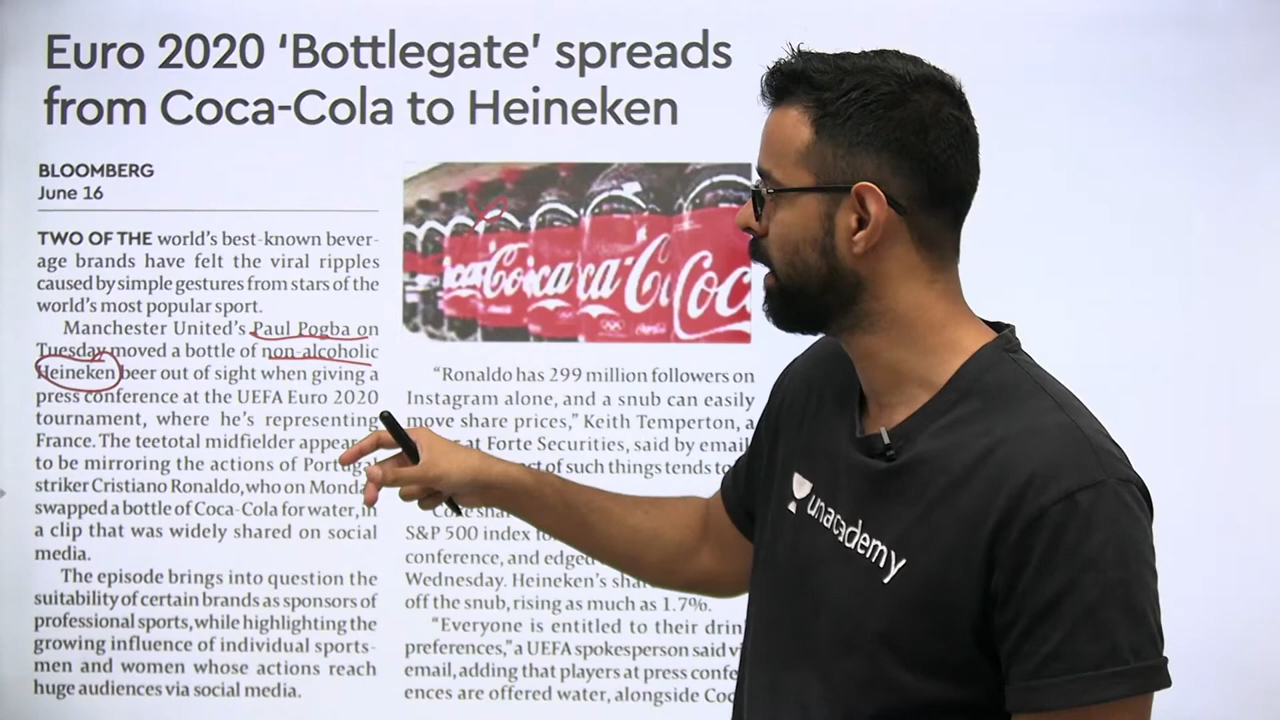 Euro 2020 ‘Bottlegate’ spreads
from Coca-Cola to Heineken
BLOOMBERG
June 16
TWO OF THE world’s best-known bever-
age brands have felt the viral ripples
caused by simple gestures from stars of the
world’s most popular sport.
Manchester United’s Paul Pogba on
Tuesday moved a bottle of non-alcoholic
Heineken beer out of sight when giving a
press conference at the UEFA Euro 2020
tournament, where he’s representing
France. The teetotal midfielder appear
to be mirroring the actions of Portugal
striker Cristiano Ronaldo, who on Monda
swapped a bottle of Coca-Cola for water, in
a clip that was widely shared on social
media.
The episode brings into question the
suitability of certain brands as sponsors of
professional sports, while highlighting the
growing influence of individual sports-
men and women whose actions reach
huge audiences via social media.
“Ronaldo has 299 million followers on
Instagram alone, and a snub can easily
move share prices,” Keith Temperton, a
at Forte Securities, said by email
of such things tends to
S&P 500 index
conference, and edged
Wednesday. Heineken’s
off the snub, rising as much as 1.7%.
“Everyone is entitled to their drin
preferences,” a UEFA spokesperson said
email, adding that players at press confe
ences are offered water, alongside
unacademy